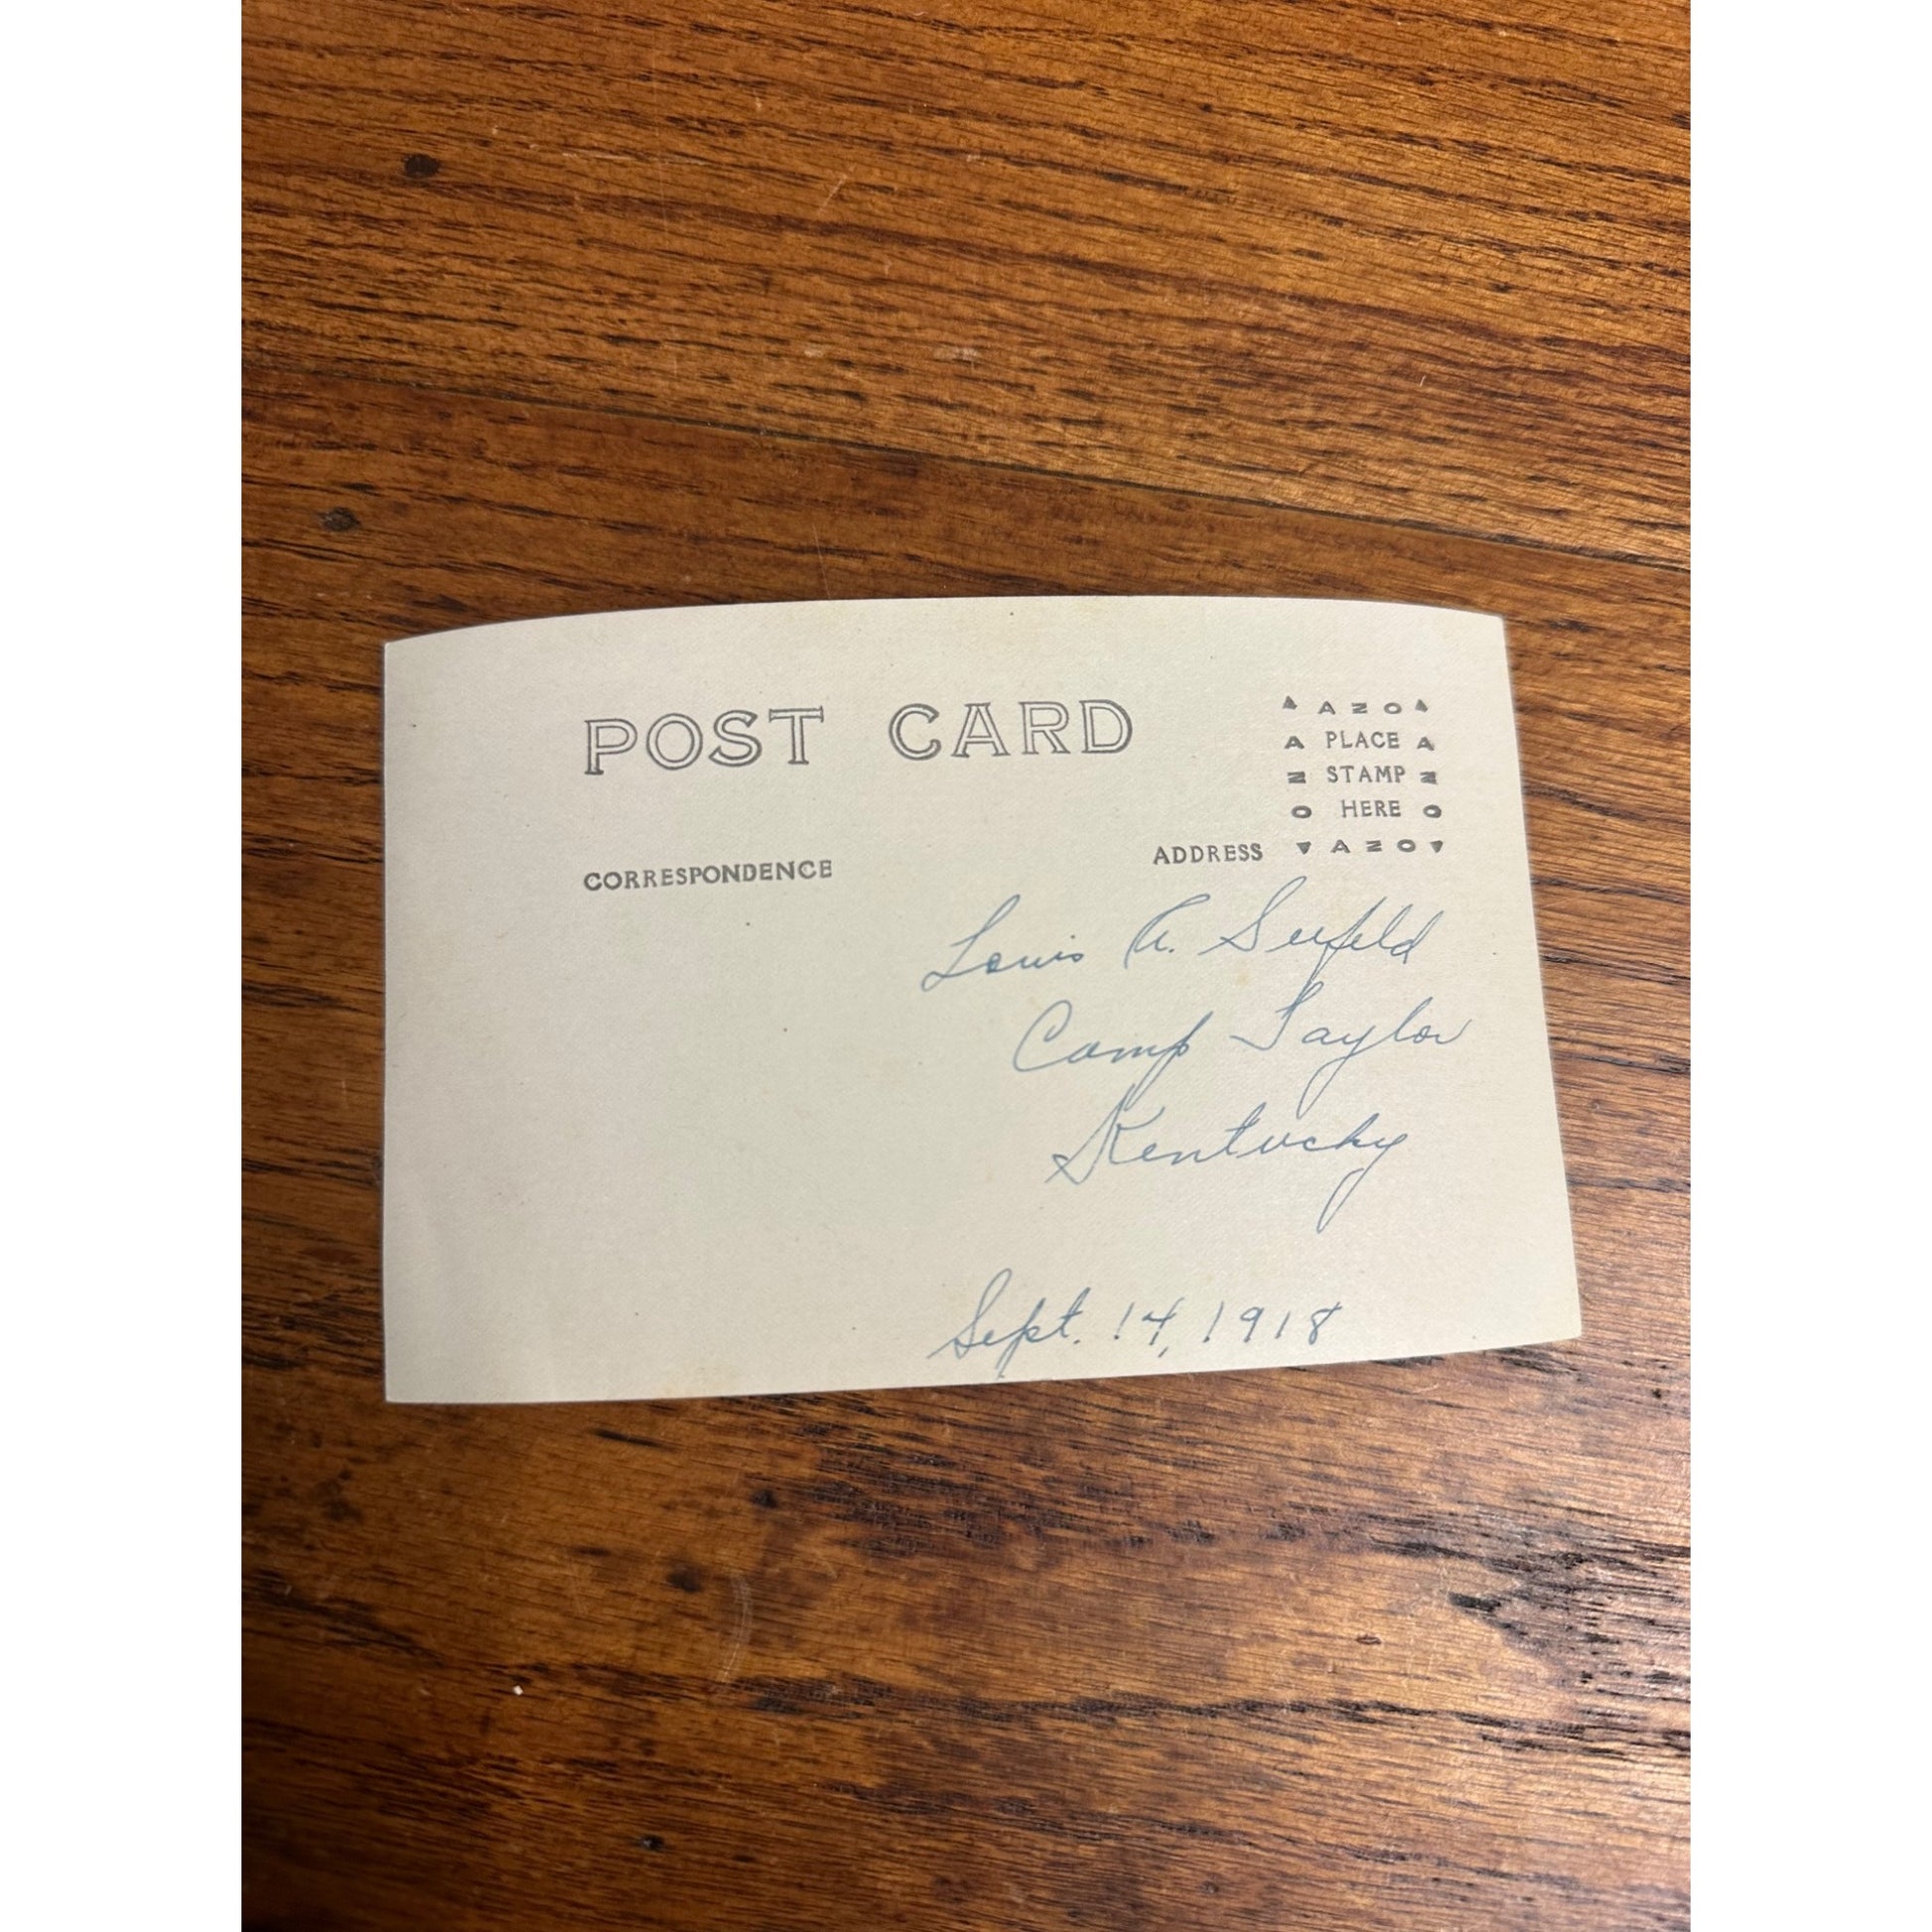 POST CARD
▲ AZO ▲
A PLACE A
Z STAMP Z
O HERE O
▼ AZO ▼
CORRESPONDENCE
ADDRESS
Louis A. Seifeld
Camp Taylor
Kentucky
Sept. 14, 1918